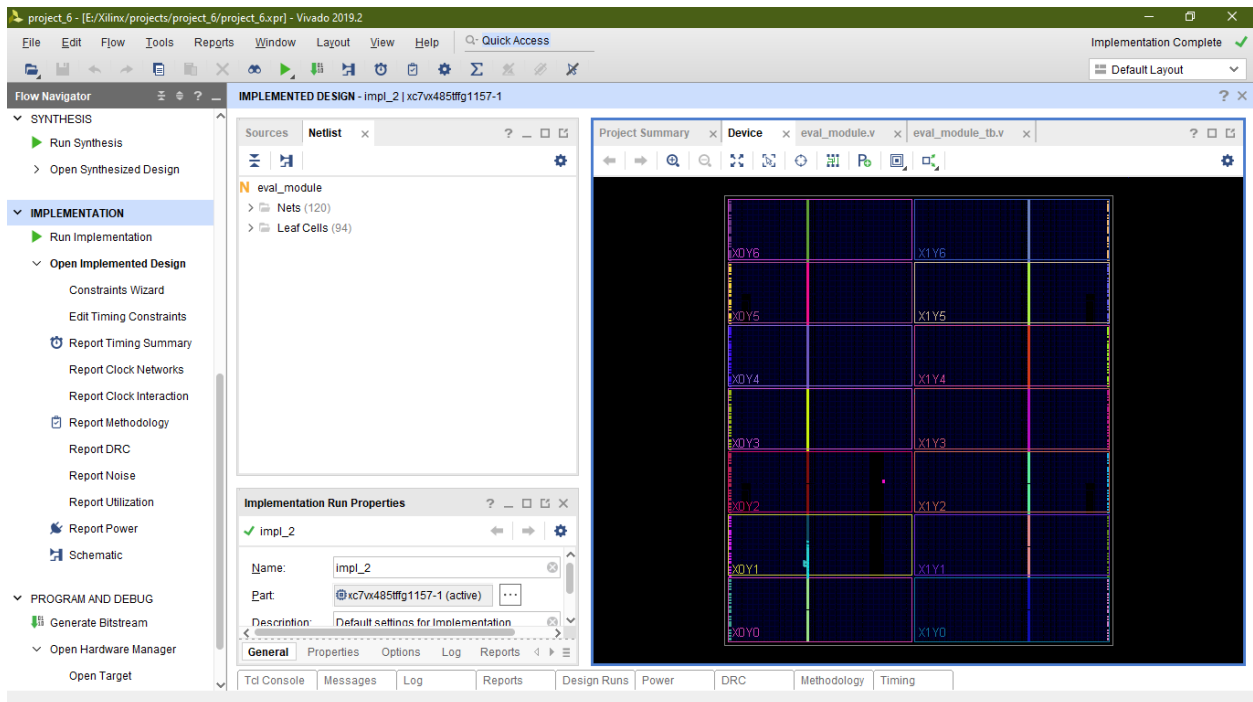 project_6 - [E:/Xilinx/projects/project_6/project_6.xpr] - Vivado 2019.2
File Edit Flow Tools Reports Window Layout View Help Quick Access Implementation Complete
Default Layout
Flow Navigator
IMPLEMENTED DESIGN - impl_2 | xc7vx485tffg1157-1
SYNTHESIS
Run Synthesis
Open Synthesized Design
IMPLEMENTATION
Run Implementation
Open Implemented Design
Constraints Wizard
Edit Timing Constraints
Report Timing Summary
Report Clock Networks
Report Clock Interaction
Report Methodology
Report DRC
Report Noise
Report Utilization
Report Power
Schematic
PROGRAM AND DEBUG
Generate Bitstream
Open Hardware Manager
Open Target
Sources Netlist
N eval_module
Nets (120)
Leaf Cells (94)
Implementation Run Properties
impl_2
Name: impl_2
Part: xc7vx485tffg1157-1 (active)
Description: Default settings for Implementation
General Properties Options Log Reports
Project Summary Device eval_module.v eval_module_tb.v
X0Y6 X1Y6
X0Y5 X1Y5
X0Y4 X1Y4
X0Y3 X1Y3
X0Y2 X1Y2
X0Y1 X1Y1
X0Y0 X1Y0
Tcl Console Messages Log Reports Design Runs Power DRC Methodology Timing